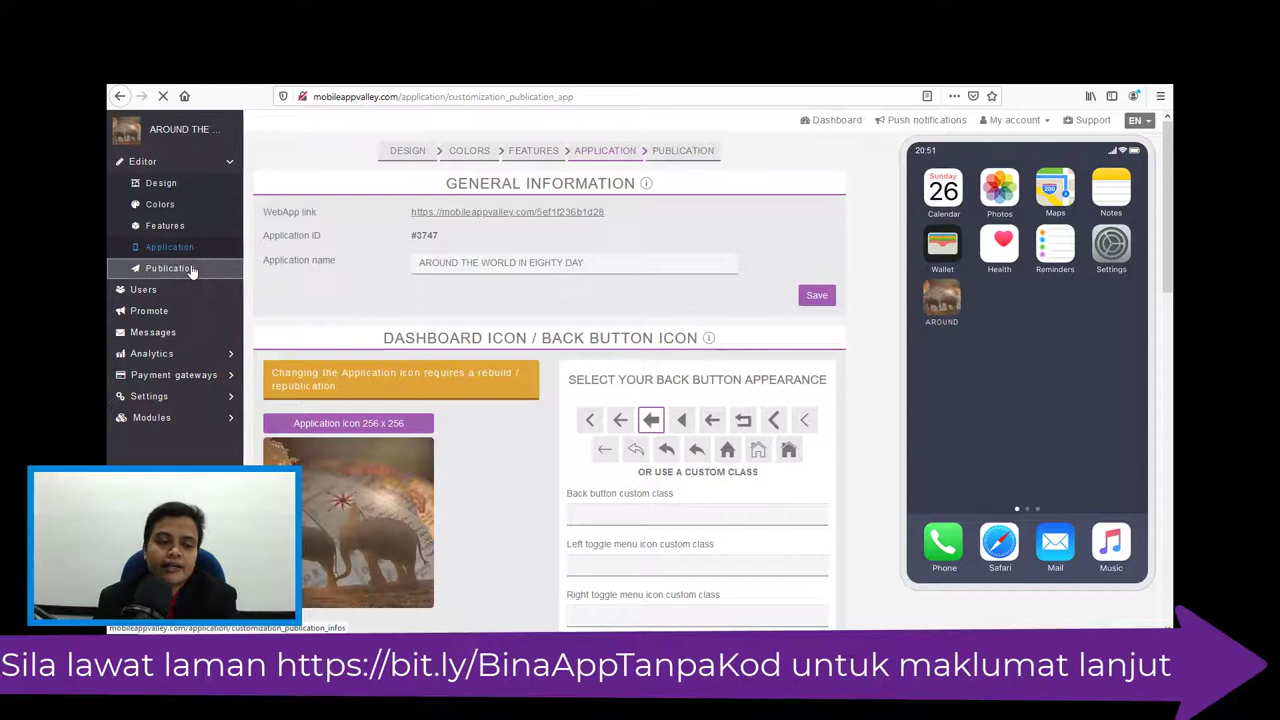 mobileappvalley.com/application/customization_publication_app
AROUND THE ...
Dashboard
Push notifications
My account
Support
EN
Editor
Design
Colors
Features
Application
Publication
Users
Promote
Messages
Analytics
Payment gateways
Settings
Modules
DESIGN
COLORS
FEATURES
APPLICATION
PUBLICATION
GENERAL INFORMATION
WebApp link https://mobileappvalley.com/5ef1f236b1d28
Application ID #3747
Application name AROUND THE WORLD IN EIGHTY DAY
Save
DASHBOARD ICON / BACK BUTTON ICON
Changing the Application icon requires a rebuild /
republication.
Application icon 256 x 256
SELECT YOUR BACK BUTTON APPEARANCE
OR USE A CUSTOM CLASS
Back button custom class
Left toggle menu icon custom class
Right toggle menu icon custom class
20:51
Sunday
26
280
Calendar Photos Maps Notes
Wallet Health Reminders Settings
AROUND
Phone Safari Mail Music
mobileappvalley.com/application/customization_publication_infos
Sila lawat laman https://bit.ly/BinaAppTanpaKod untuk maklumat lanjut